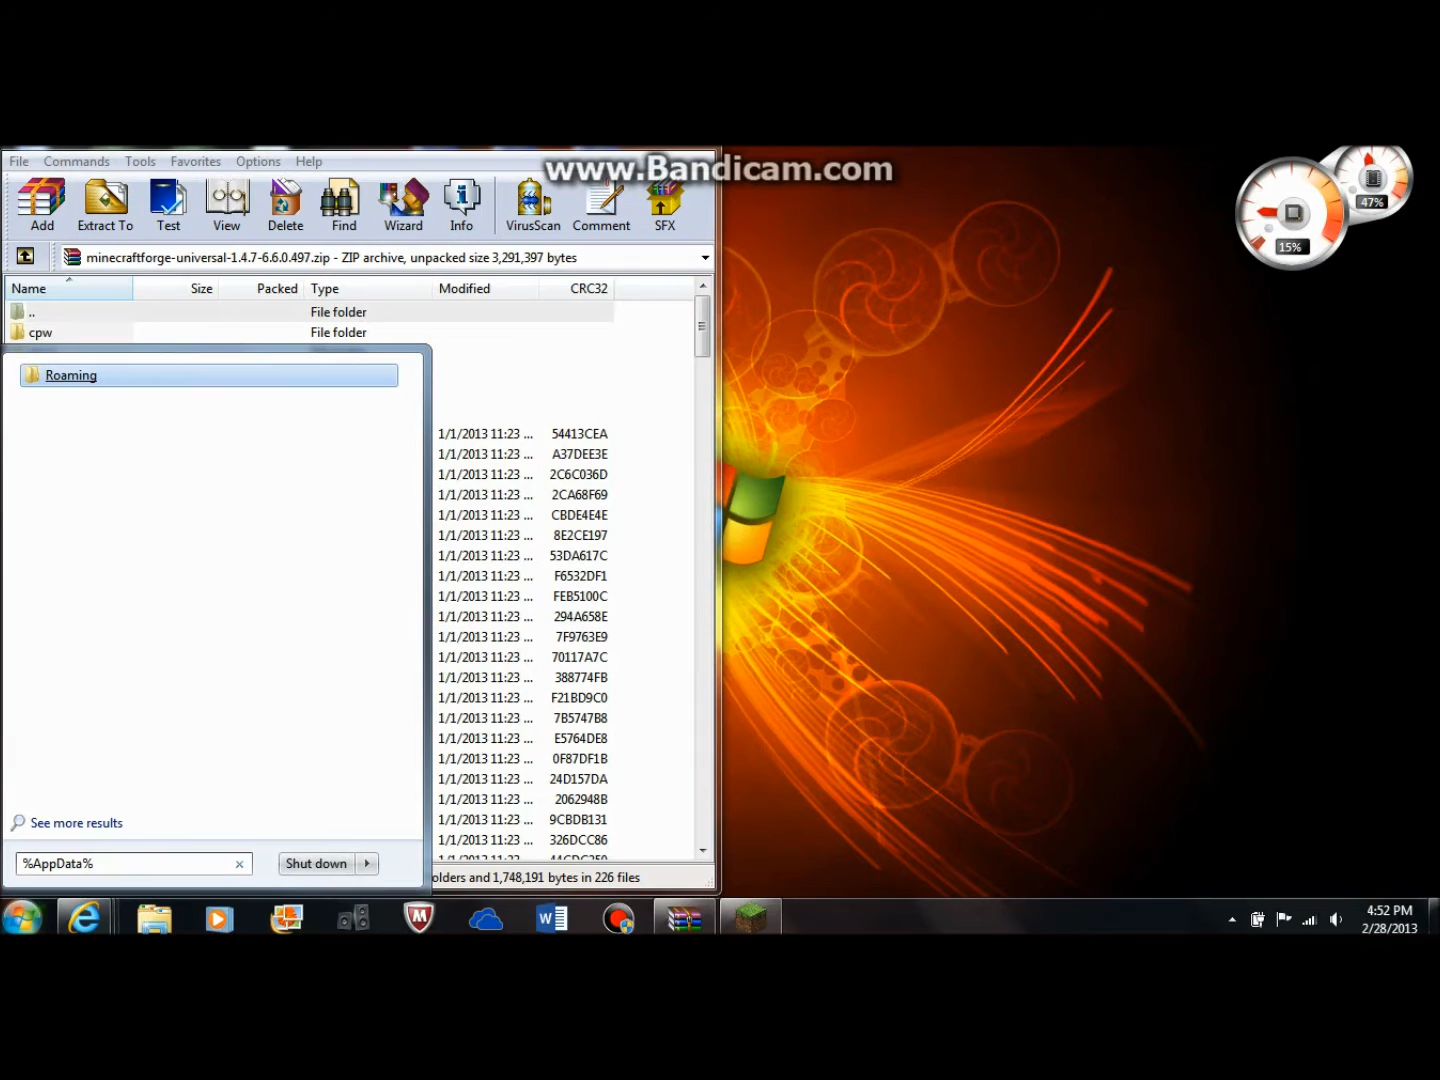 www.Bandicam.com
File Commands Tools Favorites Options Help
Add Extract To Test View Delete Find Wizard Info VirusScan Comment SFX
minecraftforge-universal-1.4.7-6.6.0.497.zip - ZIP archive, unpacked size 3,291,397 bytes
Name Size Packed Type Modified CRC32
.. File folder
cpw File folder
Roaming
1/1/2013 11:23 ... 54413CEA
1/1/2013 11:23 ... A37DEE3E
1/1/2013 11:23 ... 2C6C036D
1/1/2013 11:23 ... 2CA68F69
1/1/2013 11:23 ... CBDE4E4E
1/1/2013 11:23 ... 8E2CE197
1/1/2013 11:23 ... 53DA617C
1/1/2013 11:23 ... F6532DF1
1/1/2013 11:23 ... FEB5100C
1/1/2013 11:23 ... 294A658E
1/1/2013 11:23 ... 7F9763E9
1/1/2013 11:23 ... 70117A7C
1/1/2013 11:23 ... 388774FB
1/1/2013 11:23 ... F21BD9C0
1/1/2013 11:23 ... 7B5747B8
1/1/2013 11:23 ... E5764DE8
1/1/2013 11:23 ... 0F87DF1B
1/1/2013 11:23 ... 24D157DA
1/1/2013 11:23 ... 2062948B
1/1/2013 11:23 ... 9CBDB131
1/1/2013 11:23 ... 326DCC86
See more results
%AppData%
Shut down
olders and 1,748,191 bytes in 226 files
47%
15%
4:52 PM
2/28/2013